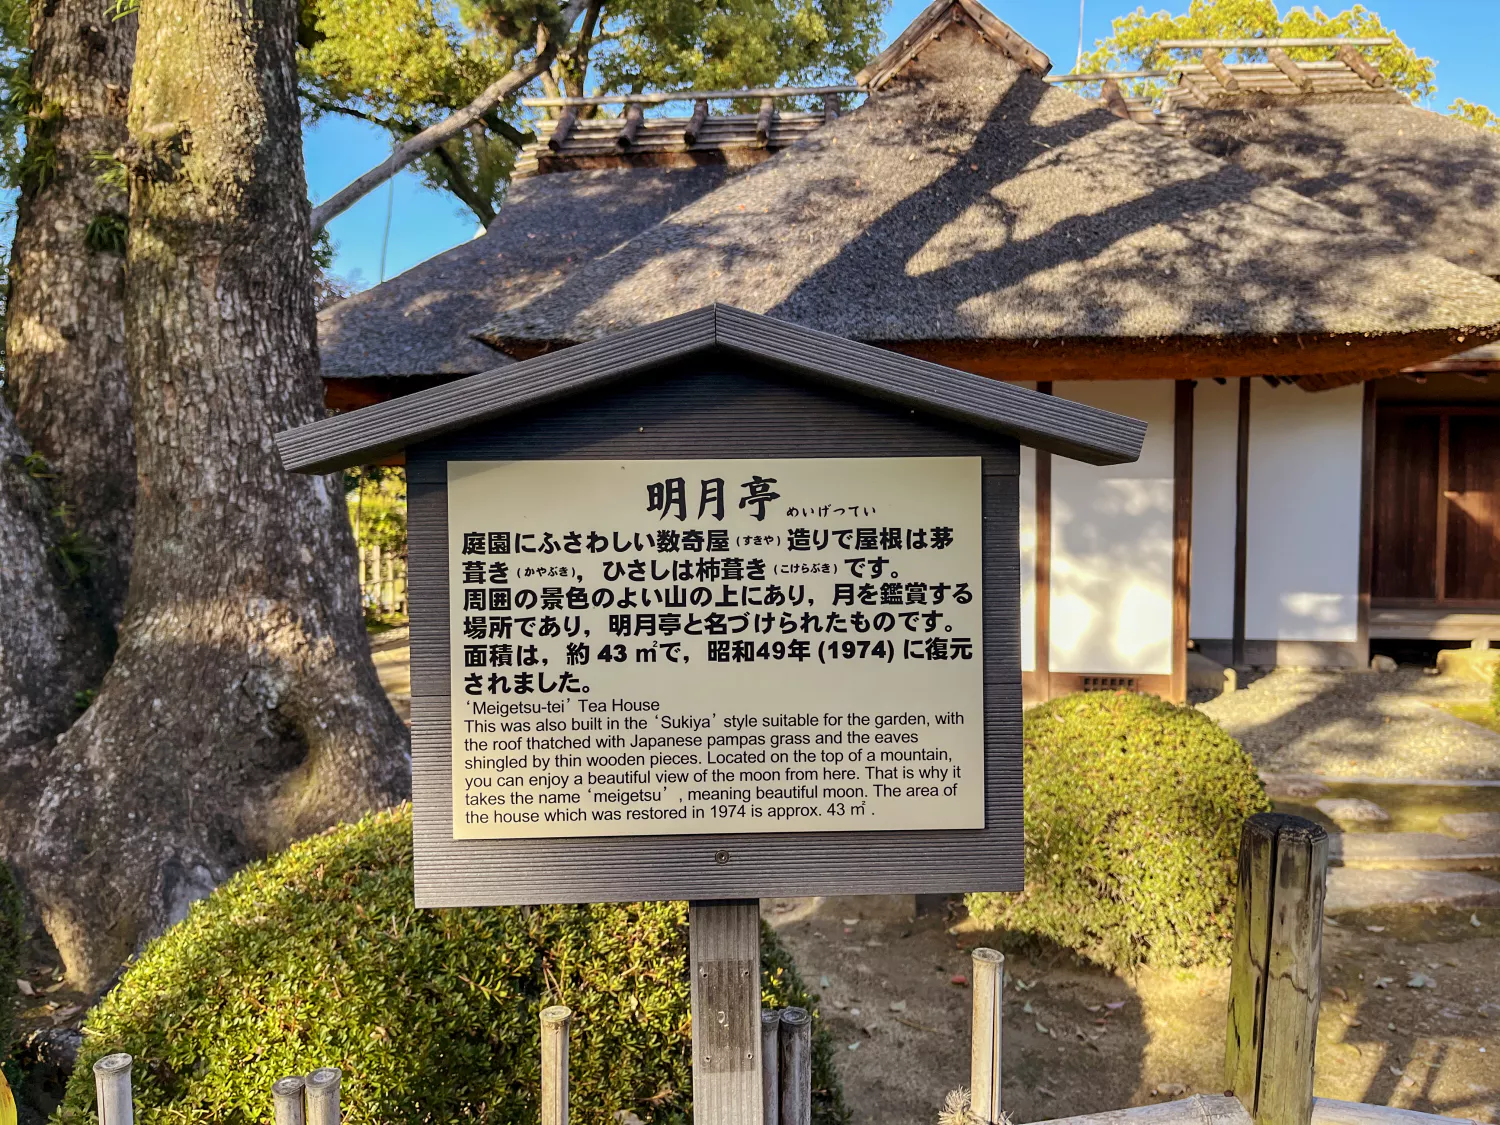 明月亭 めいげつてい
庭園にふさわしい数奇屋（すきや）造りで屋根は茅
葺き（かやぶき），ひさしは杮葺き（こけらぶき）です。
周囲の景色のよい山の上にあり，月を鑑賞する
場所であり，明月亭と名づけられたものです。
面積は，約 43 ㎡で，昭和49年 (1974) に復元
されました。
‘Meigetsu-tei’ Tea House
This was also built in the ‘Sukiya’ style suitable for the garden, with
the roof thatched with Japanese pampas grass and the eaves
shingled by thin wooden pieces. Located on the top of a mountain,
you can enjoy a beautiful view of the moon from here. That is why it
takes the name ‘meigetsu’ , meaning beautiful moon. The area of
the house which was restored in 1974 is approx. 43 ㎡ .